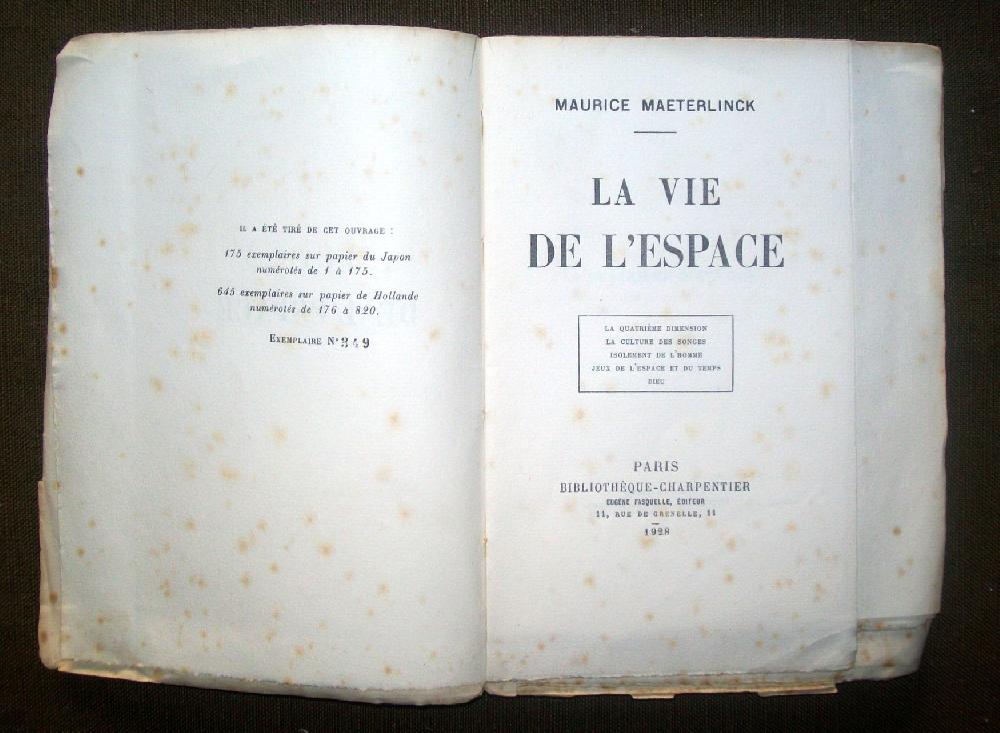 IL A ÉTÉ TIRÉ DE CET OUVRAGE :
175 exemplaires sur papier du Japon
numérotés de 1 à 175.
645 exemplaires sur papier de Hollande
numérotés de 176 à 820.
EXEMPLAIRE N° 349
MAURICE MAETERLINCK
LA VIE
DE L'ESPACE
LA QUATRIÈME DIMENSION
LA CULTURE DES SONGES
ISOLEMENT DE L'HOMME
JEUX DE L'ESPACE ET DU TEMPS
DIEU
PARIS
BIBLIOTHÈQUE-CHARPENTIER
EUGÈNE FASQUELLE, ÉDITEUR
11, RUE DE GRENELLE, 11
1928